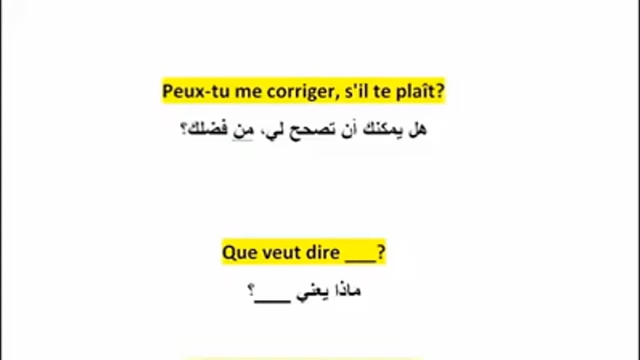 Peux-tu me corriger, s'il te plaît?
هل يمكنك أن تصحح لي، من فضلك؟
Que veut dire ___?
ماذا يعني ___؟